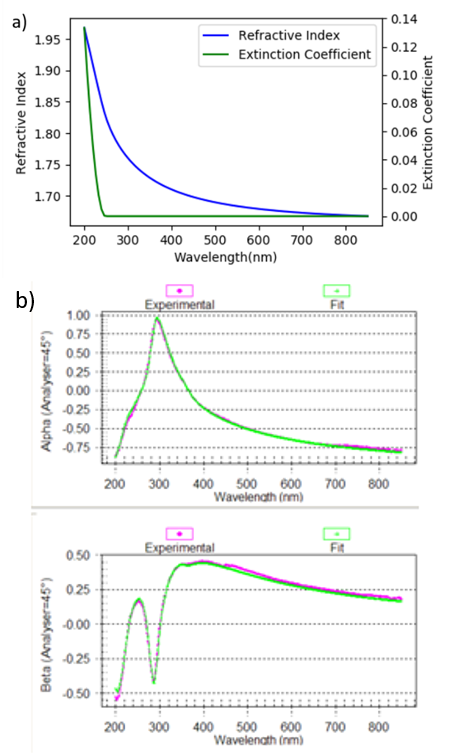 a)
Refractive Index
Extinction Coefficient
1.95
1.90
1.85
1.80
1.75
1.70
Refractive Index
0.14
0.12
0.10
0.08
0.06
0.04
0.02
0.00
Extinction Coefficient
200 300 400 500 600 700 800
Wavelength(nm)
b)
Experimental Fit
1.00
0.75
0.50
0.25
0.00
-0.25
-0.50
-0.75
Alpha (Analyser=45°)
200 300 400 500 600 700 800
Wavelength (nm)
Experimental Fit
0.50
0.25
-0.00
-0.25
-0.50
Beta (Analyser=45°)
200 300 400 500 600 700 800
Wavelength (nm)